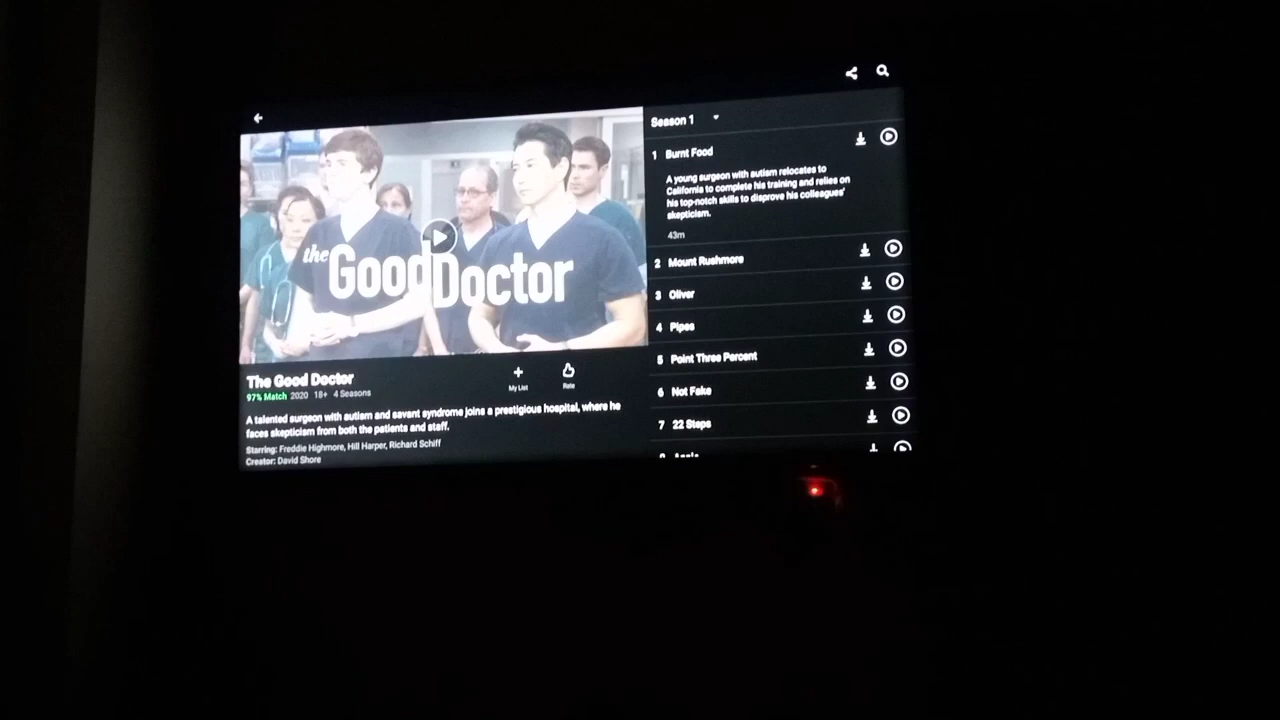 the
Good Doctor
The Good Doctor
97% Match 2020 18+ 4 Seasons
My List
Rate
A talented surgeon with autism and savant syndrome joins a prestigious hospital, where he
faces skepticism from both the patients and staff.
Starring: Freddie Highmore, Hill Harper, Richard Schiff
Creator: David Shore
Season 1
1 Burnt Food
A young surgeon with autism relocates to
California to complete his training and relies on
his top-notch skills to disprove his colleagues'
skepticism.
43m
2 Mount Rushmore
3 Oliver
4 Pipes
5 Point Three Percent
6 Not Fake
7 22 Steps